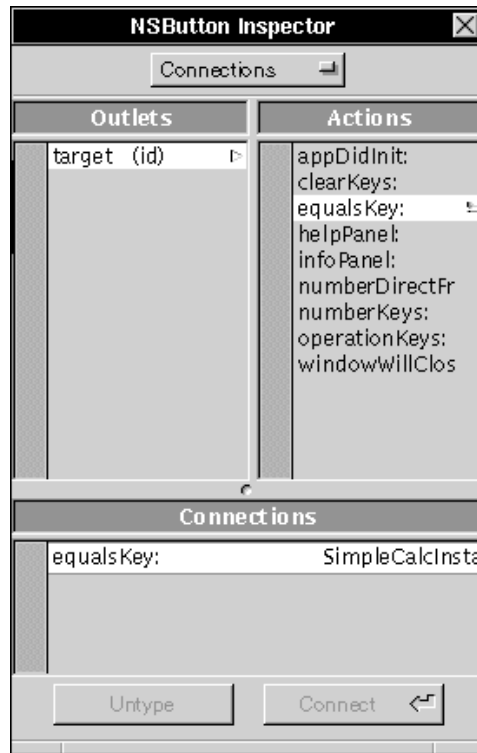 NSButton Inspector
Connections
Outlets
Actions
target (id)
appDidInit:
clearKeys:
equalsKey:
helpPanel:
infoPanel:
numberDirectFr
numberKeys:
operationKeys:
windowWillClos
Connections
equalsKey: SimpleCalcInsta
Untype
Connect